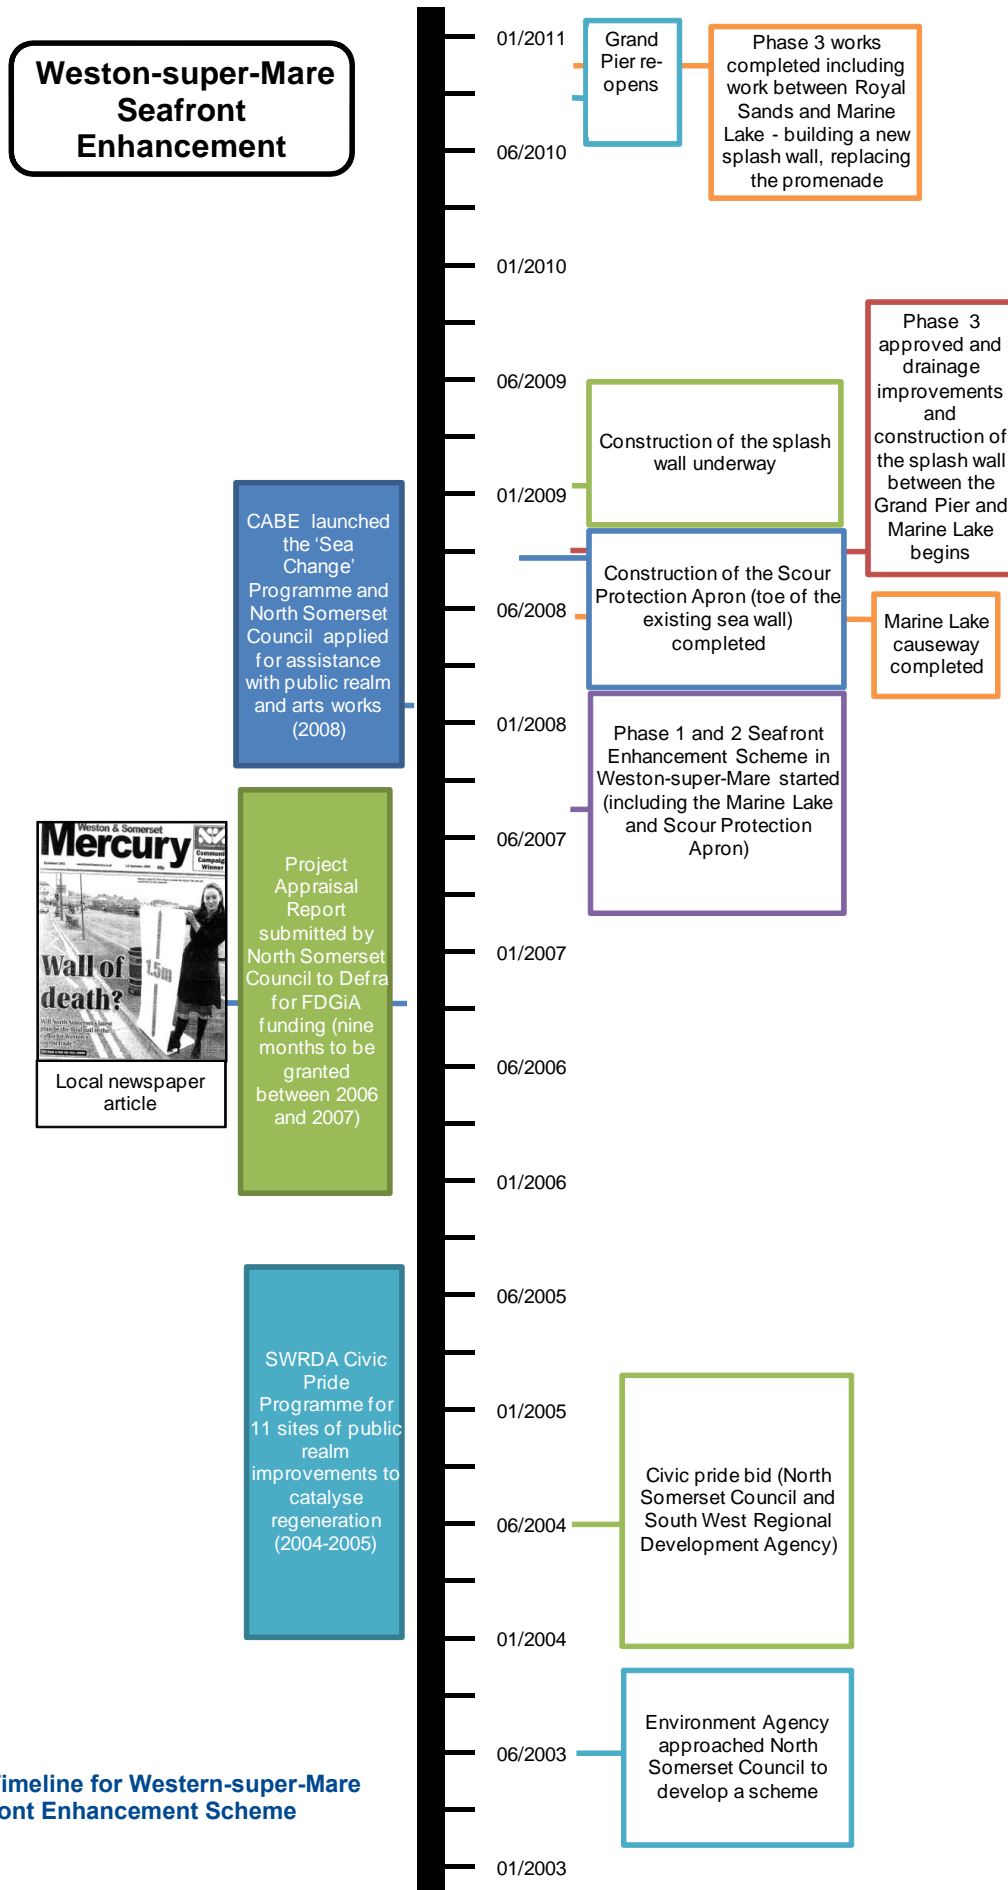 Weston-super-Mare
Seafront
Enhancement
01/2011
06/2010
01/2010
06/2009
01/2009
06/2008
01/2008
06/2007
01/2007
06/2006
01/2006
06/2005
01/2005
06/2004
01/2004
06/2003
01/2003
Grand
Pier re-
opens
Phase 3 works
completed including
work between Royal
Sands and Marine
Lake - building a new
splash wall, replacing
the promenade
Phase 3
approved and
drainage
improvements
and
construction of
the splash wall
between the
Grand Pier and
Marine Lake
begins
Construction of the splash
wall underway
Construction of the Scour
Protection Apron (toe of the
existing sea wall)
completed
Marine Lake
causeway
completed
CABE launched
the ‘Sea
Change’
Programme and
North Somerset
Council applied
for assistance
with public realm
and arts works
(2008)
Phase 1 and 2 Seafront
Enhancement Scheme in
Weston-super-Mare started
(including the Marine Lake
and Scour Protection
Apron)
Project
Appraisal
Report
submitted by
North Somerset
Council to Defra
for FDGiA
funding (nine
months to be
granted
between 2006
and 2007)
Weston & Somerset
Mercury
Community
Campaign
Winner
Wall of
death?
1.5m
Local newspaper
article
SWRDA Civic
Pride
Programme for
11 sites of public
realm
improvements to
catalyse
regeneration
(2004-2005)
Civic pride bid (North
Somerset Council and
South West Regional
Development Agency)
Environment Agency
approached North
Somerset Council to
develop a scheme
Timeline for Western-super-Mare
ont Enhancement Scheme